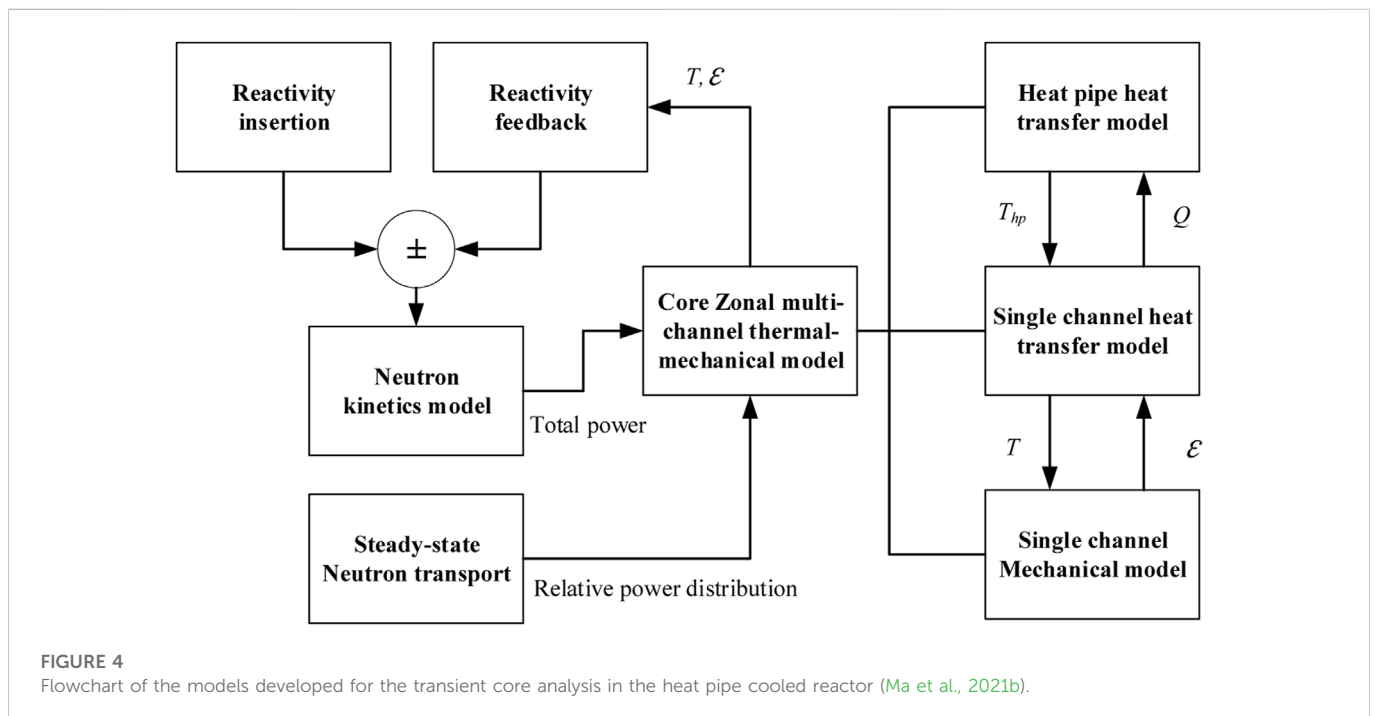 Reactivity
insertion
Reactivity
feedback
T, ℰ
Heat pipe heat
transfer model
T_hp
Q
±
Core Zonal multi-
channel thermal-
mechanical model
Single channel heat
transfer model
Neutron
kinetics model
Total power
T
ℰ
Steady-state
Neutron transport
Relative power distribution
Single channel
Mechanical model
FIGURE 4
Flowchart of the models developed for the transient core analysis in the heat pipe cooled reactor (Ma et al., 2021b).